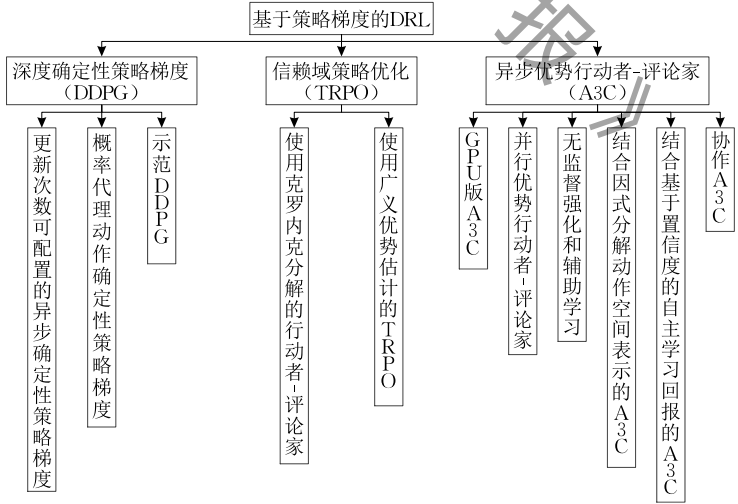 基于策略梯度的DRL
深度确定性策略梯度
（DDPG）
信赖域策略优化
（TRPO）
异步优势行动者-评论家
（A3C）
更新次数可配置的异步确定性策略梯度
概率代理动作确定性策略梯度
示范DDPG
使用克罗内克分解的行动者-评论家
使用广义优势估计的TRPO
GPU版A3C
并行优势行动者-评论家
无监督强化和辅助学习
结合因式分解动作空间表示的A3C
结合基于置信度的自主学习回报的A3C
协作A3C
报》